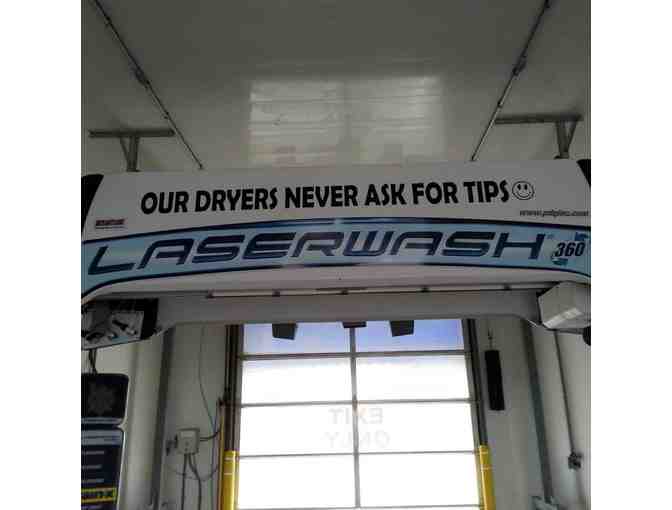 OUR DRYERS NEVER ASK FOR TIPS
www.pdqinc.com
LASERWASH 360
EXIT
ONLY